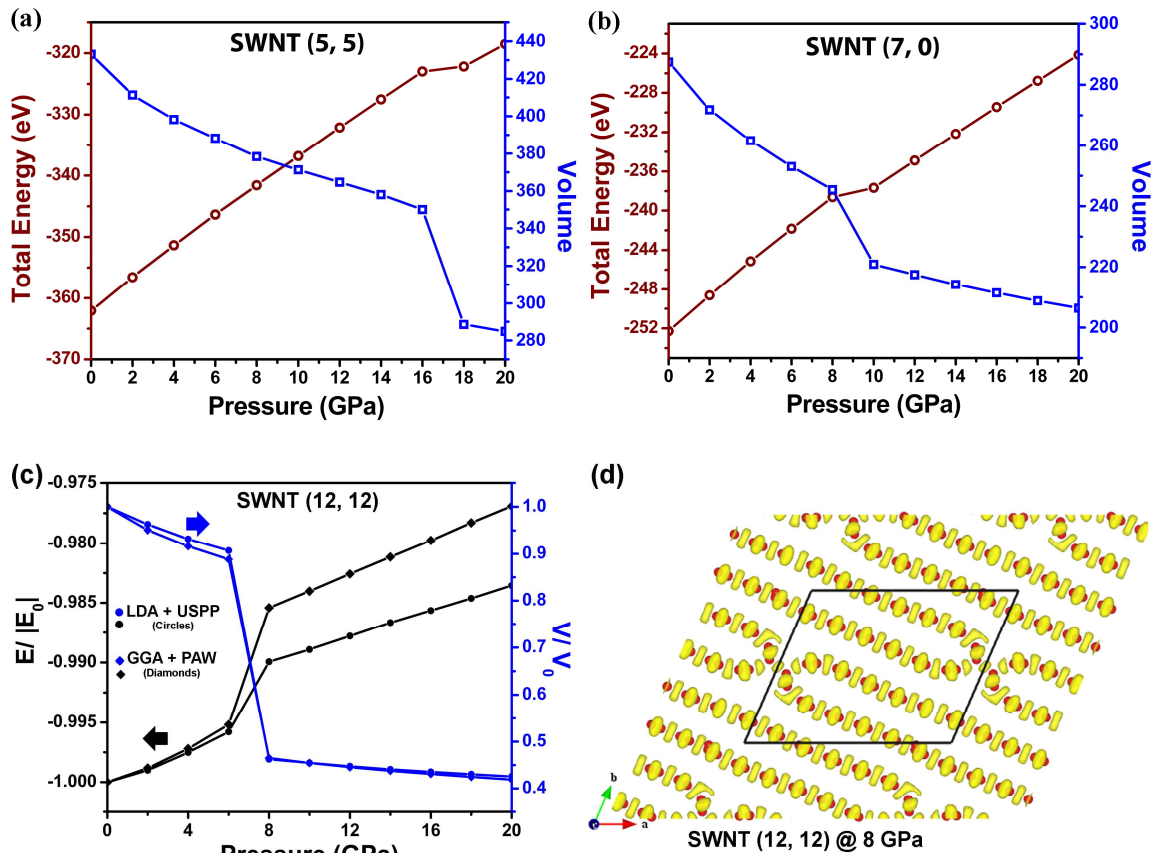 (a)
SWNT (5, 5)
Total Energy (eV)
-320
-330
-340
-350
-360
-370
440
420
400
380
360
340
320
300
280
Volume
0 2 4 6 8 10 12 14 16 18 20
Pressure (GPa)
(b)
SWNT (7, 0)
Total Energy (eV)
-224
-228
-232
-236
-240
-244
-248
-252
300
280
260
240
220
200
Volume
0 2 4 6 8 10 12 14 16 18 20
Pressure (GPa)
(c)
SWNT (12, 12)
E/ |E0|
-0.975
-0.980
-0.985
-0.990
-0.995
-1.000
LDA + USPP
(Circles)
GGA + PAW
(Diamonds)
1.0
0.9
0.8
0.7
0.6
0.5
0.4
V/ V0
0 4 8 12 16 20
Pressure (GPa)
(d)
b
c
a
SWNT (12, 12) @ 8 GPa